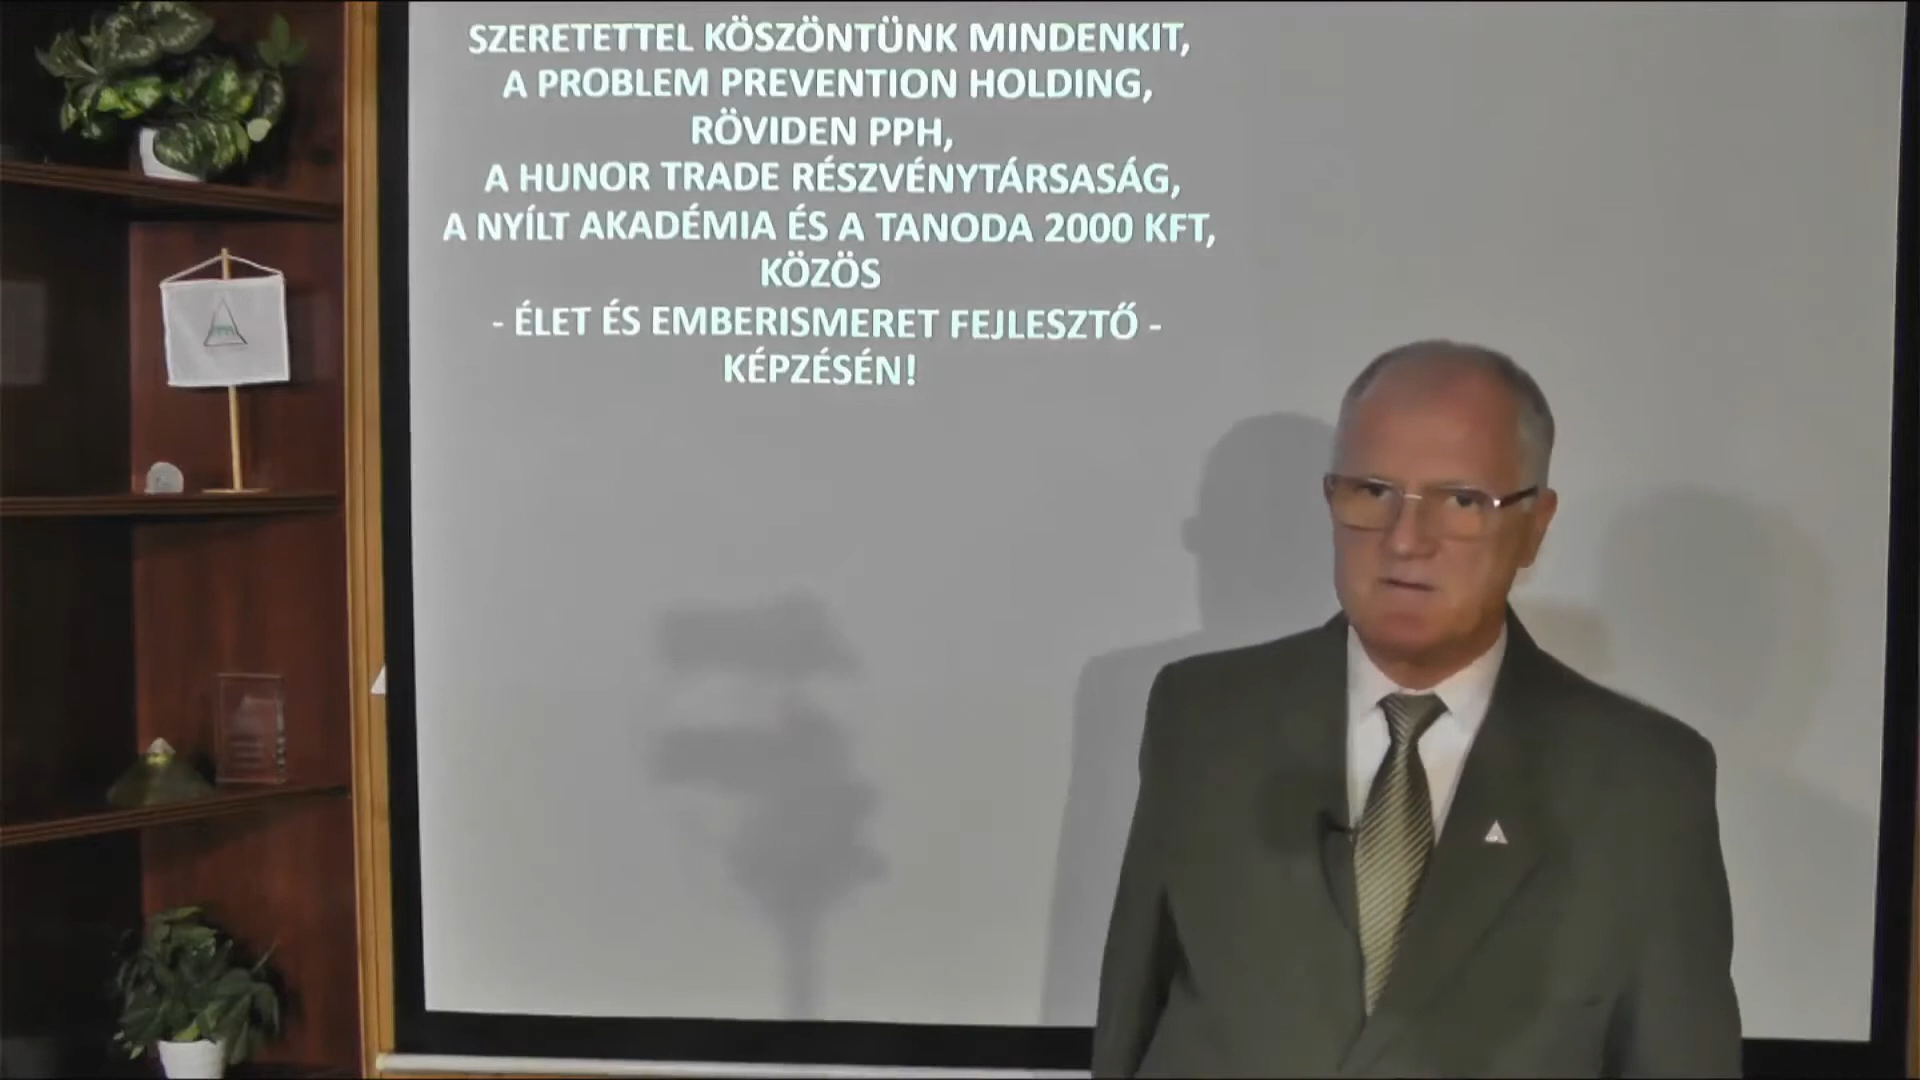 SZERETETTEL KÖSZÖNTÜNK MINDENKIT,
A PROBLEM PREVENTION HOLDING,
RÖVIDEN PPH,
A HUNOR TRADE RÉSZVÉNYTÁRSASÁG,
A NYÍLT AKADÉMIA ÉS A TANODA 2000 KFT,
KÖZÖS
- ÉLET ÉS EMBERISMERET FEJLESZTŐ -
KÉPZÉSÉN!